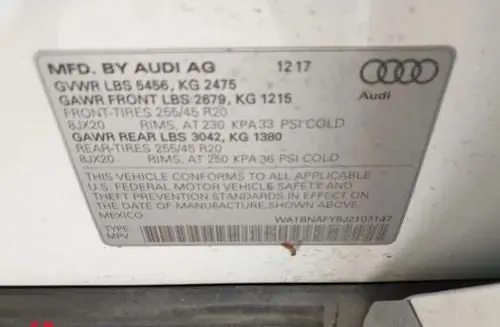 MFD. BY AUDI AG 12 17
GVWR LBS 5456, KG 2475
GAWR FRONT LBS 2679, KG 1215
FRONT-TIRES 255/45 R20
8JX20 RIMS, AT 230 KPA 33 PSI COLD
GAWR REAR LBS 3042, KG 1380
REAR-TIRES 255/45 R20
8JX20 RIMS, AT 250 KPA 36 PSI COLD
Audi
THIS VEHICLE CONFORMS TO ALL APPLICABLE
U.S. FEDERAL MOTOR VEHICLE SAFETY AND
THEFT PREVENTION STANDARDS IN EFFECT ON
THE DATE OF MANUFACTURE SHOWN ABOVE.
MEXICO WA1BNAFY8J2107147
TYPE:
MPV